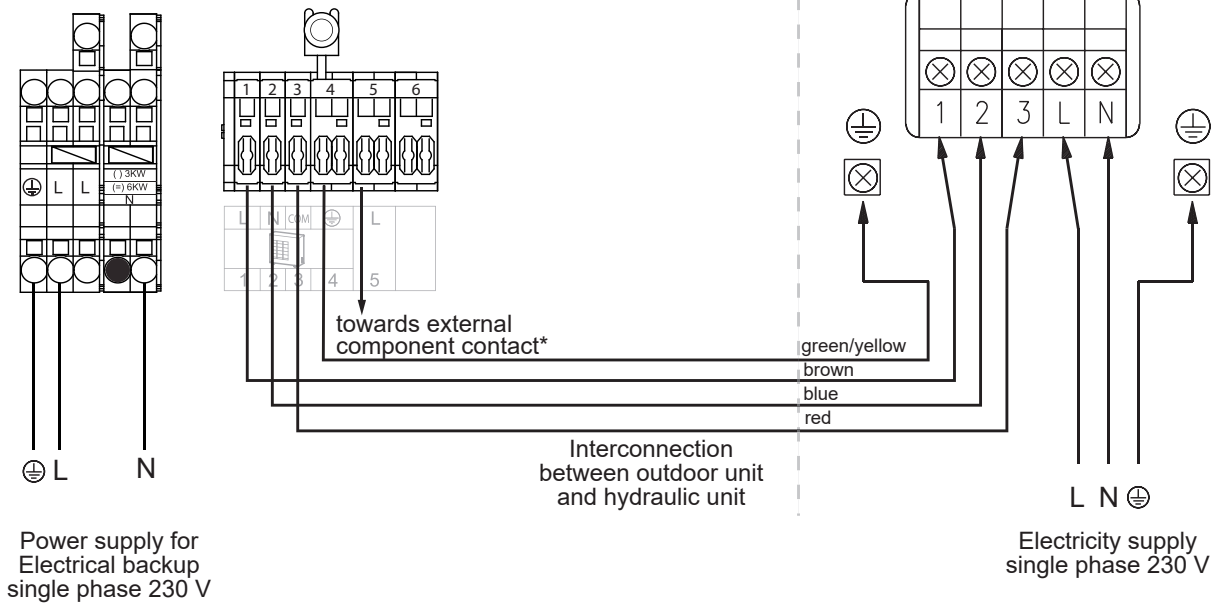 1 2 3 4 5 6
L L
( ) 3KW
(=) 6KW
N
L N COM L
1 2 3 4 5
1 2 3 L N
towards external
component contact*
green/yellow
brown
blue
red
Interconnection
between outdoor unit
and hydraulic unit
L N
L N
Power supply for
Electrical backup
single phase 230 V
Electricity supply
single phase 230 V